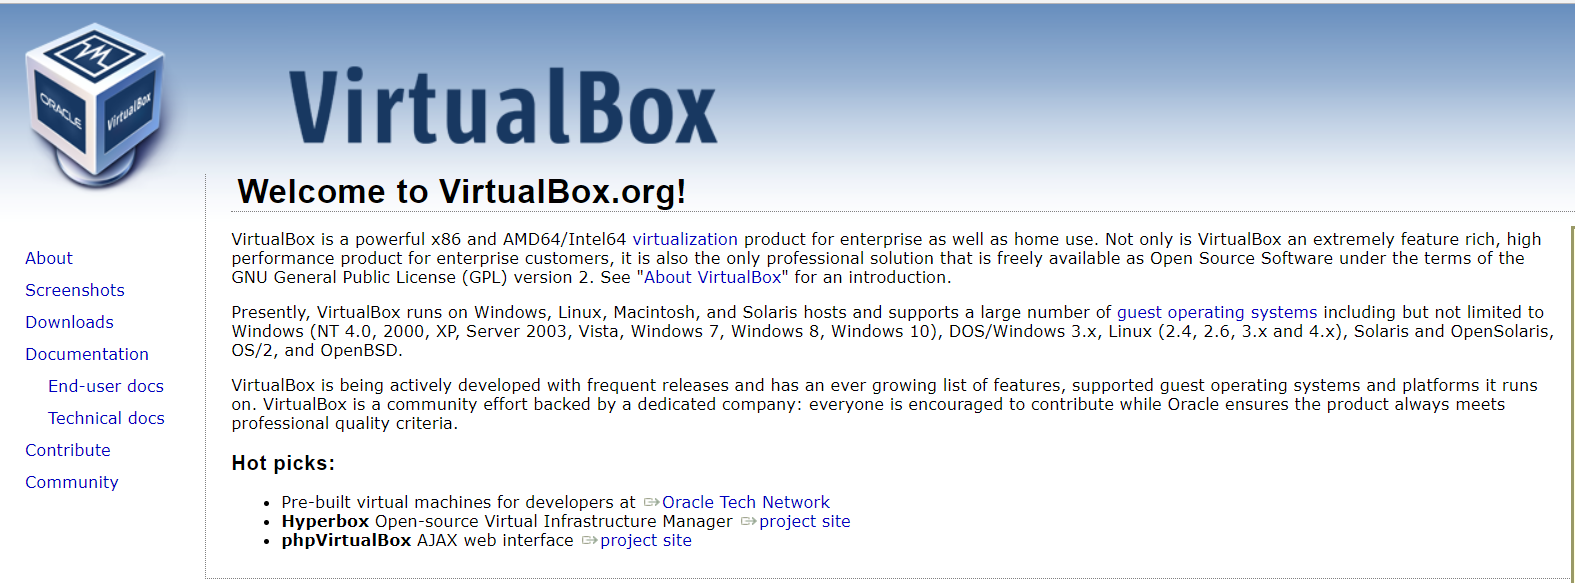 ORACLE
VirtualBox
VirtualBox
Welcome to VirtualBox.org!
About
Screenshots
Downloads
Documentation
End-user docs
Technical docs
Contribute
Community
VirtualBox is a powerful x86 and AMD64/Intel64 virtualization product for enterprise as well as home use. Not only is VirtualBox an extremely feature rich, high
performance product for enterprise customers, it is also the only professional solution that is freely available as Open Source Software under the terms of the
GNU General Public License (GPL) version 2. See "About VirtualBox" for an introduction.
Presently, VirtualBox runs on Windows, Linux, Macintosh, and Solaris hosts and supports a large number of guest operating systems including but not limited to
Windows (NT 4.0, 2000, XP, Server 2003, Vista, Windows 7, Windows 8, Windows 10), DOS/Windows 3.x, Linux (2.4, 2.6, 3.x and 4.x), Solaris and OpenSolaris,
OS/2, and OpenBSD.
VirtualBox is being actively developed with frequent releases and has an ever growing list of features, supported guest operating systems and platforms it runs
on. VirtualBox is a community effort backed by a dedicated company: everyone is encouraged to contribute while Oracle ensures the product always meets
professional quality criteria.
Hot picks:
• Pre-built virtual machines for developers at Oracle Tech Network
• Hyperbox Open-source Virtual Infrastructure Manager project site
• phpVirtualBox AJAX web interface project site